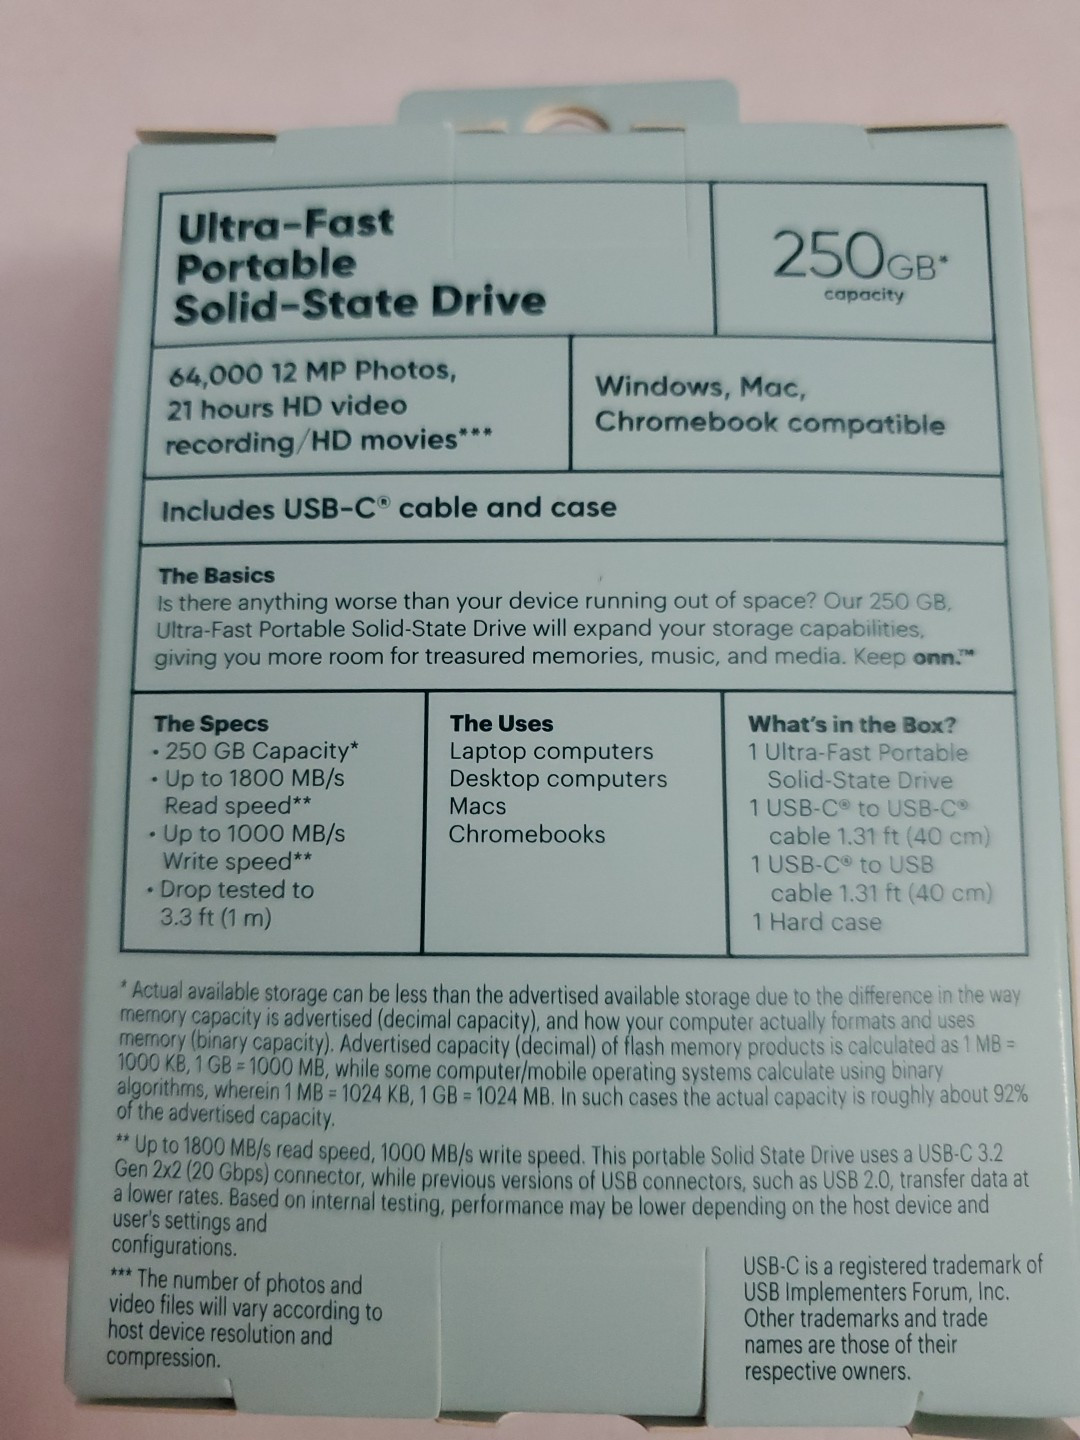 Ultra-Fast
Portable
Solid-State Drive
250GB*
capacity
64,000 12 MP Photos,
21 hours HD video
recording/HD movies***
Windows, Mac,
Chromebook compatible
Includes USB-C® cable and case
The Basics
Is there anything worse than your device running out of space? Our 250 GB,
Ultra-Fast Portable Solid-State Drive will expand your storage capabilities,
giving you more room for treasured memories, music, and media. Keep onn.™
The Specs
• 250 GB Capacity*
• Up to 1800 MB/s
Read speed**
• Up to 1000 MB/s
Write speed**
• Drop tested to
3.3 ft (1 m)
The Uses
Laptop computers
Desktop computers
Macs
Chromebooks
What's in the Box?
1 Ultra-Fast Portable
Solid-State Drive
1 USB-C® to USB-C®
cable 1.31 ft (40 cm)
1 USB-C® to USB
cable 1.31 ft (40 cm)
1 Hard case
* Actual available storage can be less than the advertised available storage due to the difference in the way
memory capacity is advertised (decimal capacity), and how your computer actually formats and uses
memory (binary capacity). Advertised capacity (decimal) of flash memory products is calculated as 1 MB =
1000 KB, 1 GB = 1000 MB, while some computer/mobile operating systems calculate using binary
algorithms, wherein 1 MB = 1024 KB, 1 GB = 1024 MB. In such cases the actual capacity is roughly about 92%
of the advertised capacity.
** Up to 1800 MB/s read speed, 1000 MB/s write speed. This portable Solid State Drive uses a USB-C 3.2
Gen 2x2 (20 Gbps) connector, while previous versions of USB connectors, such as USB 2.0, transfer data at
a lower rates. Based on internal testing, performance may be lower depending on the host device and
user's settings and
configurations.
*** The number of photos and
video files will vary according to
host device resolution and
compression.
USB-C is a registered trademark of
USB Implementers Forum, Inc.
Other trademarks and trade
names are those of their
respective owners.